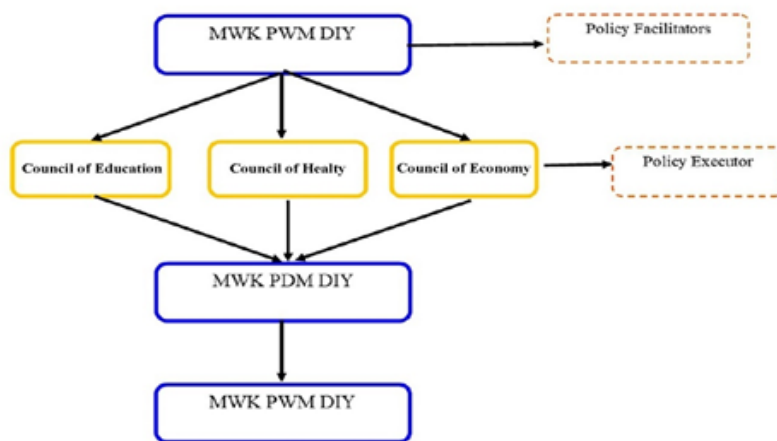 MWK PWM DIY
Policy Facilitators
Council of Education
Council of Healty
Council of Economy
Policy Executor
MWK PDM DIY
MWK PWM DIY